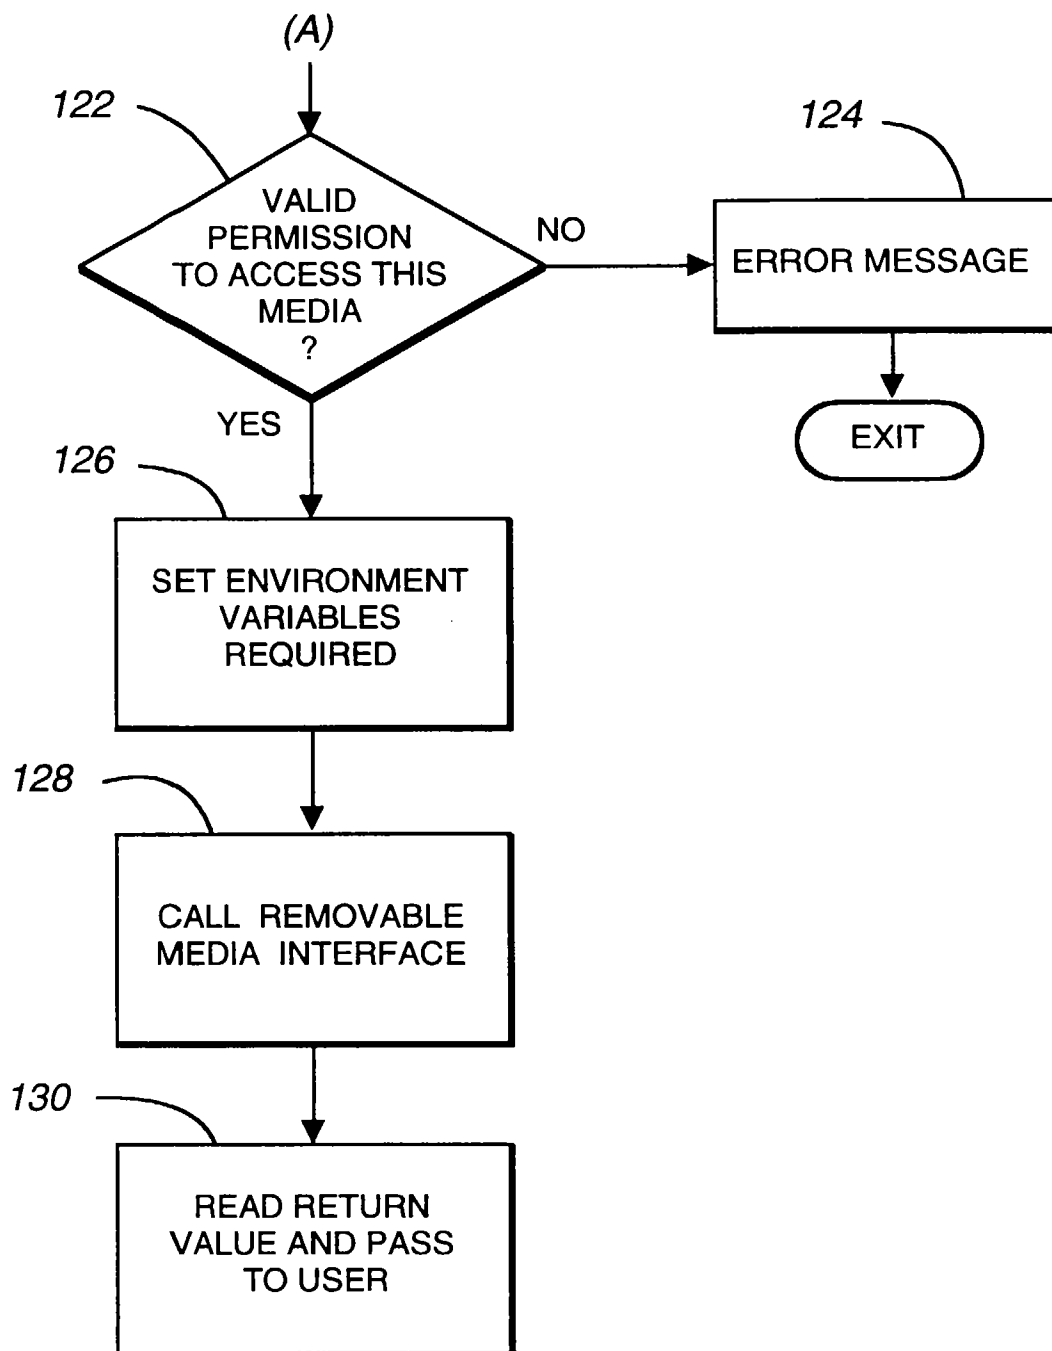 (A)
122
VALID
PERMISSION
TO ACCESS THIS
MEDIA
?
NO
124
ERROR MESSAGE
EXIT
YES
126
SET ENVIRONMENT
VARIABLES
REQUIRED
128
CALL REMOVABLE
MEDIA INTERFACE
130
READ RETURN
VALUE AND PASS
TO USER